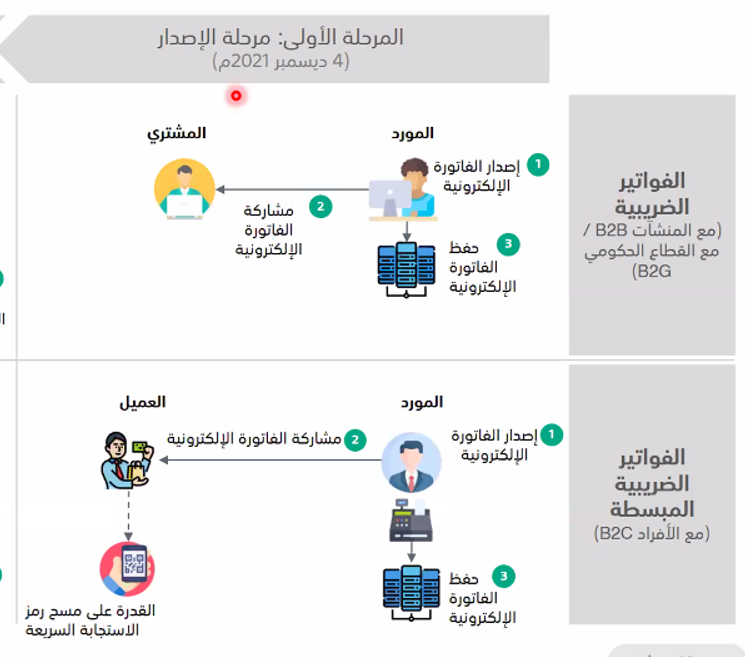 المرحلة الأولى: مرحلة الإصدار
(4 ديسمبر 2021م)
الفواتير
الضريبية
(مع المنشآت B2B /
مع القطاع الحكومي
B2G)
المورد
المشتري
1
إصدار الفاتورة
الإلكترونية
2
مشاركة
الفاتورة
الإلكترونية
3
حفظ
الفاتورة
الإلكترونية
الفواتير
الضريبية
المبسطة
(مع الأفراد B2C)
المورد
العميل
1
إصدار الفاتورة
الإلكترونية
2
مشاركة الفاتورة الإلكترونية
3
حفظ
الفاتورة
الإلكترونية
القدرة على مسح رمز
الاستجابة السريعة